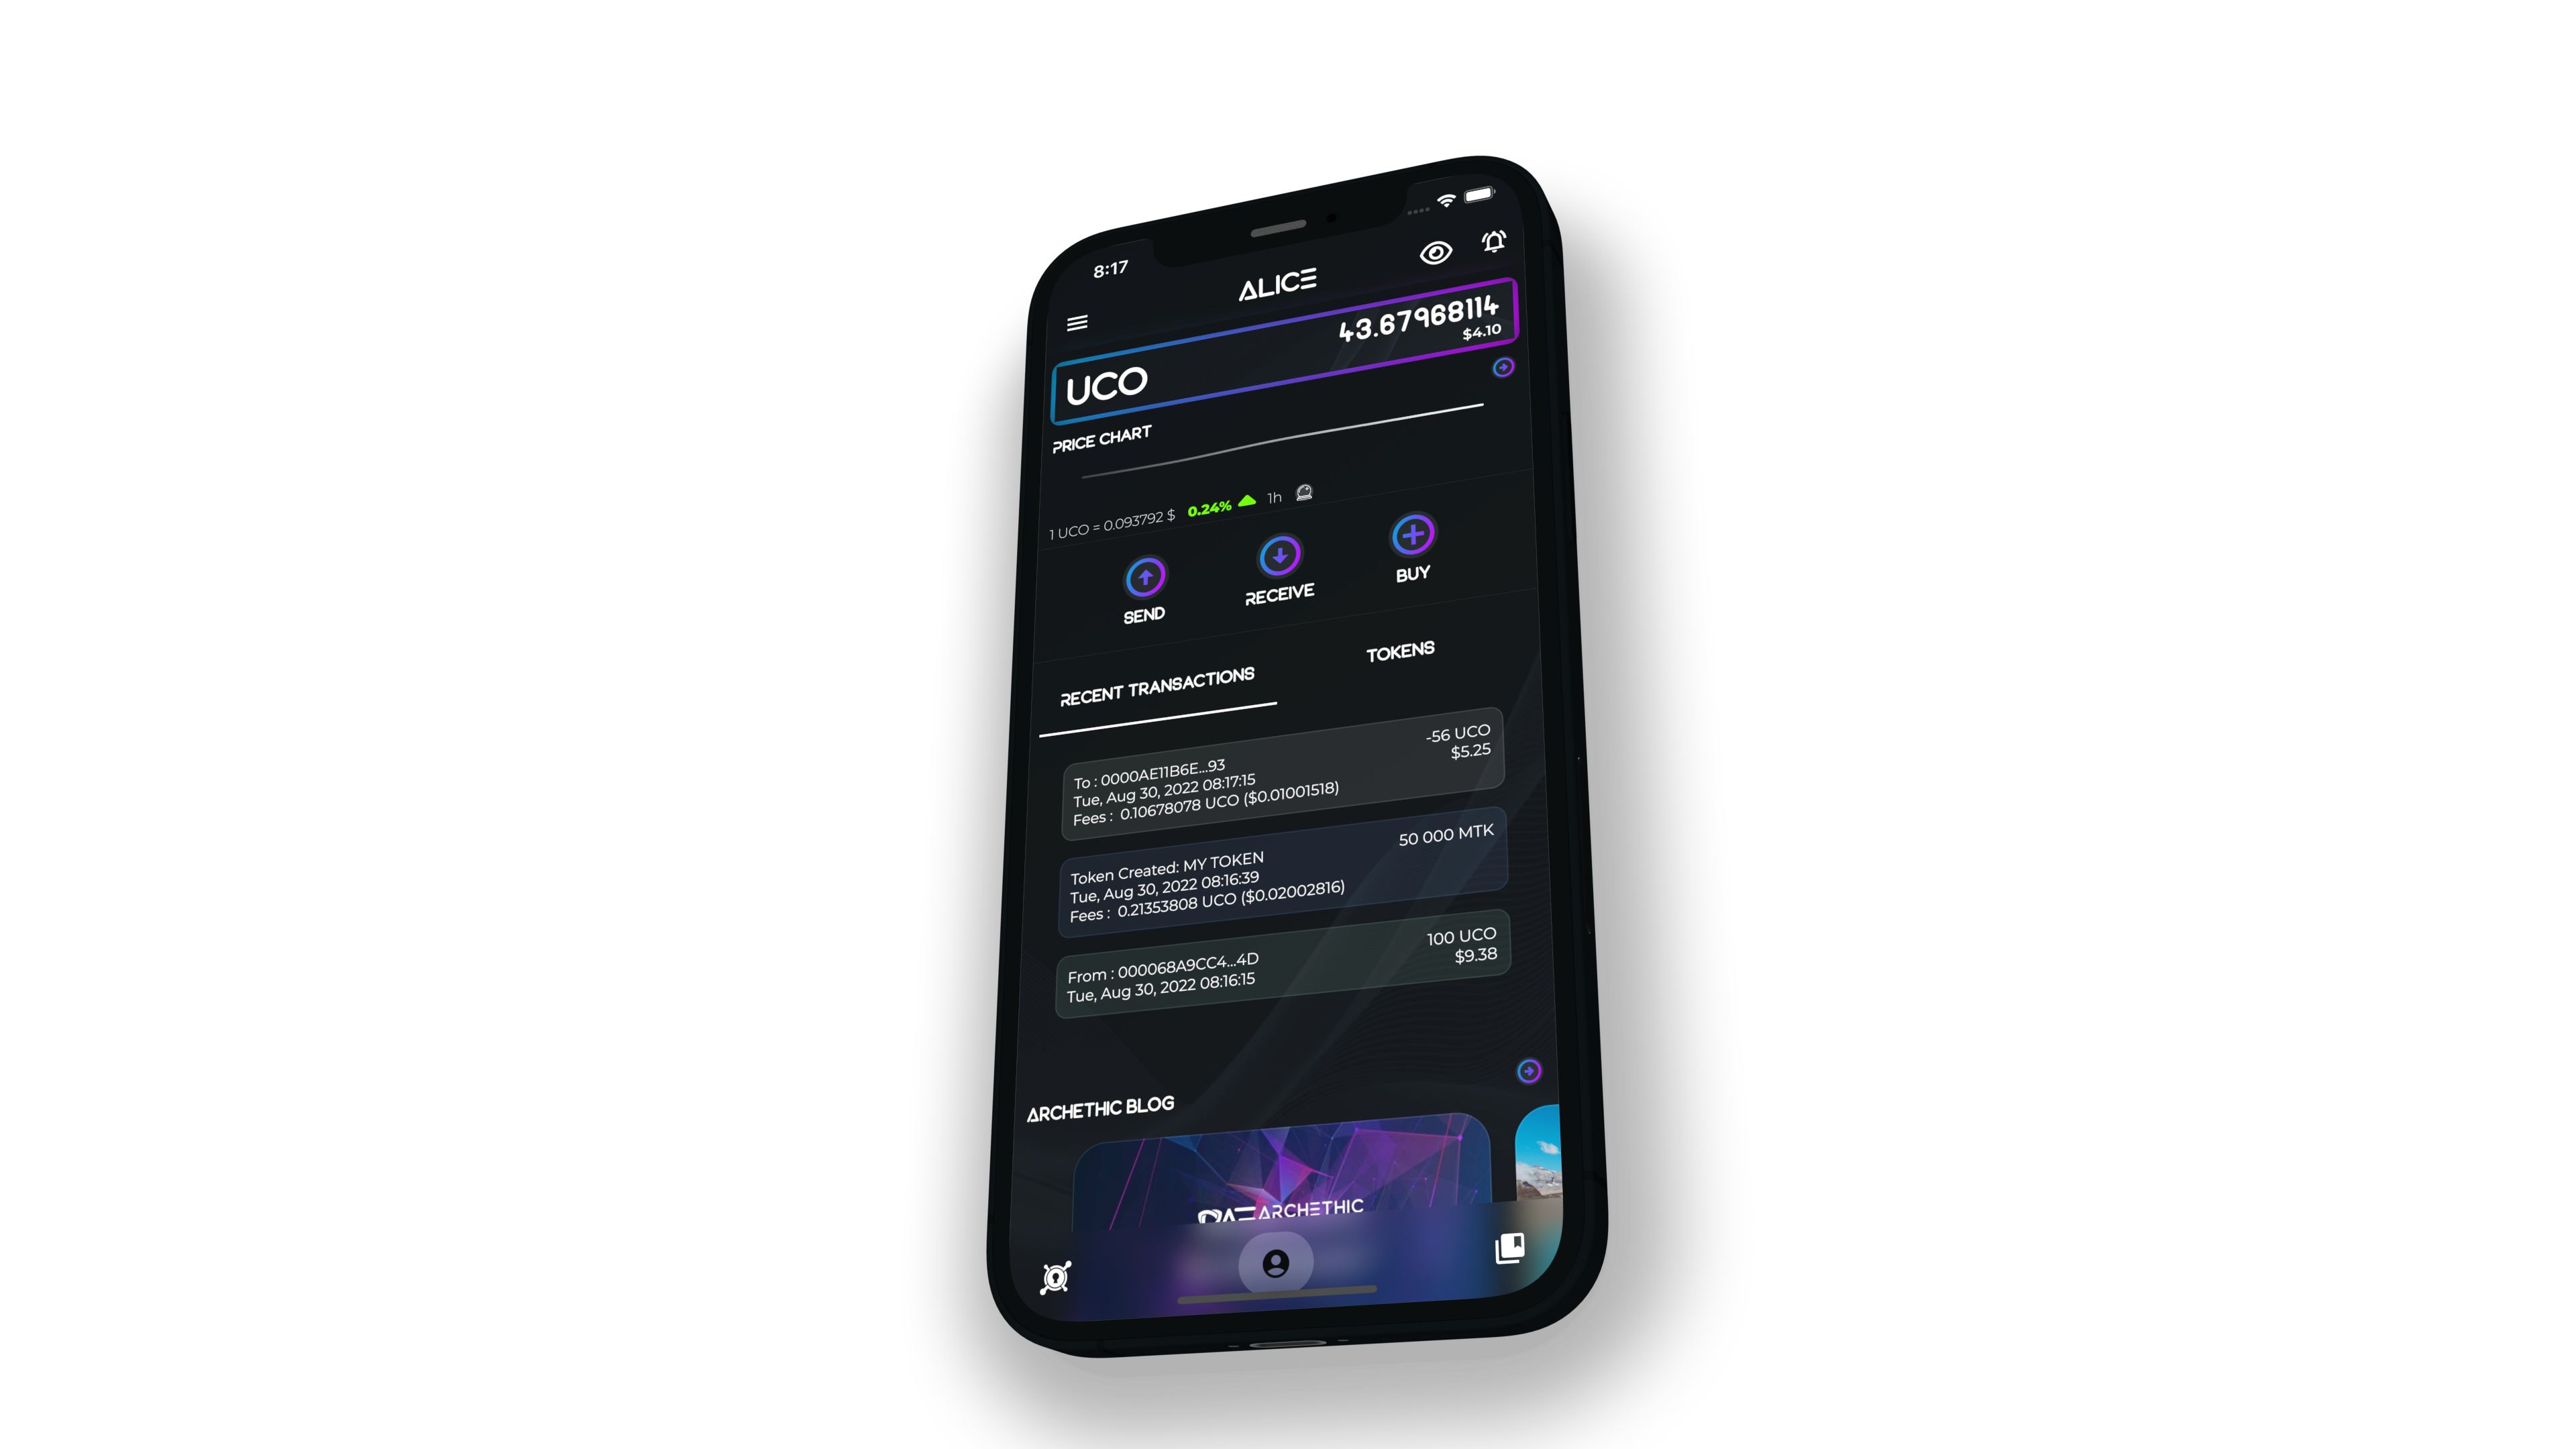 8:17
ALICE
UCO
43.67968114
$4.10
PRICE CHART
1 UCO = 0.093792 $ 0.24% 1h
SEND
RECEIVE
BUY
RECENT TRANSACTIONS
TOKENS
To : 0000AE11B6E...93
-56 UCO
Tue, Aug 30, 2022 08:17:15
$5.25
Fees : 0.10678078 UCO ($0.01001518)
Token Created: MY TOKEN
50 000 MTK
Tue, Aug 30, 2022 08:16:39
Fees : 0.21353808 UCO ($0.02002816)
From : 000068A9CC4...4D
100 UCO
Tue, Aug 30, 2022 08:16:15
$9.38
ARCHETHIC BLOG
ARCHETHIC